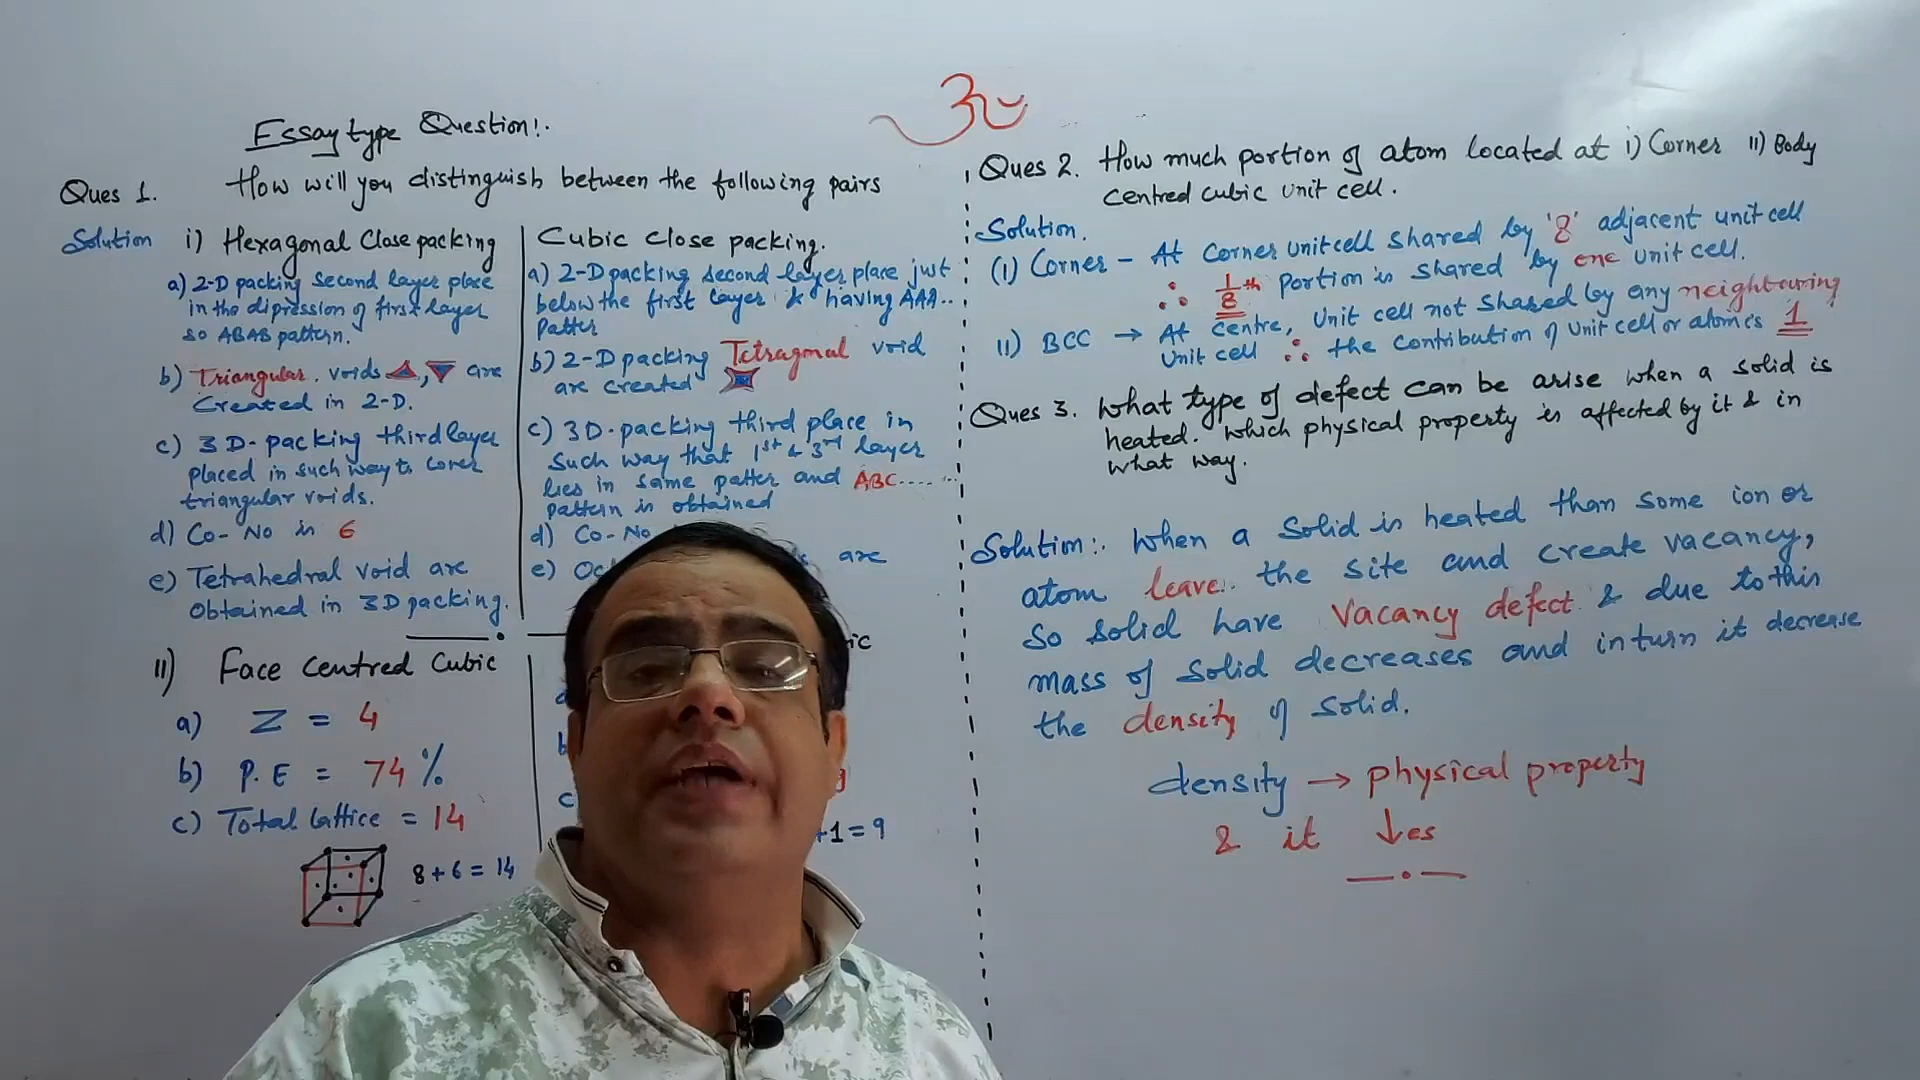 ॐ
Essay type Question:.
Ques 1. How will you distinguish between the following pairs
Solution i) Hexagonal Close packing
a) 2-D packing second layer place
in the dipression of first layer
so ABAB pattern.
b) Triangular. voids , are
Created in 2-D.
c) 3 D- packing third layer
placed in such way to cover
triangular voids.
d) Co- No is 6
e) Tetrahedral void are
obtained in 3D packing.
Cubic Close packing.
a) 2-D packing second layer place just
below the first layer & having AAA..
Patter
b) 2-D packing Tetragonal void
are created
c) 3D-packing third place in
Such way that 1st & 3rd layer
lies in same patter and ABC......
pattern is obtained
d) Co- No
e) are
11) Face Centred Cubic
a) Z = 4
b) P.E = 74 %
c) Total lattice = 14
8 + 6 = 14
ic
b
c
+1 = 9
Ques 2. How much portion of atom located at i) Corner 11) Body
Centred cubic unit cell.
Solution.
(1) Corner - At corner unitcell shared by '8' adjacent unit cell
∴ 1/8 th portion is shared by one unit cell.
11) BCC → At centre, Unit cell not shared by any neighbouring
Unit cell ∴ the contribution of unit cell or atom is 1
Ques 3. What type of defect can be arise when a solid is
heated. which physical property is affected by it & in
what way.
Solution:. When a Solid is heated than some ion or
atom leave.. the site and create vacancy,
So solid have Vacancy defect & due to this
mass of solid decreases and in turn it decrease
the density of solid.
density → physical property
& it ↓es